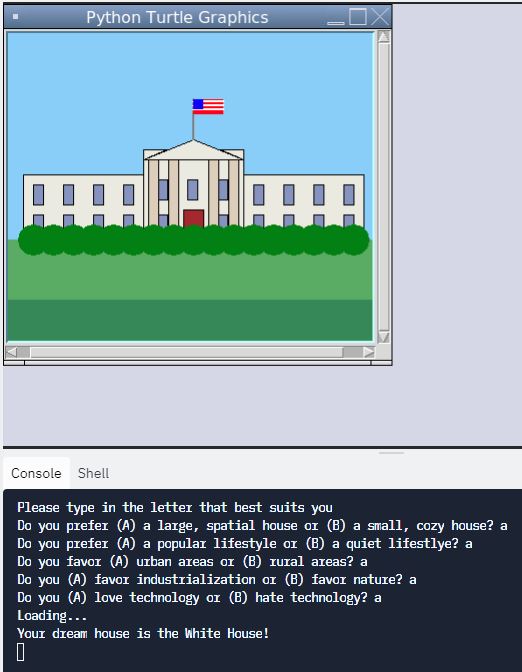 Python Turtle Graphics
Console Shell
Please type in the letter that best suits you
Do you prefer (A) a large, spatial house or (B) a small, cozy house? a
Do you prefer (A) a popular lifestyle or (B) a quiet lifestlye? a
Do you favor (A) urban areas or (B) rural areas? a
Do you (A) favor industrialization or (B) favor nature? a
Do you (A) love technology or (B) hate technology? a
Loading...
Your dream house is the White House!